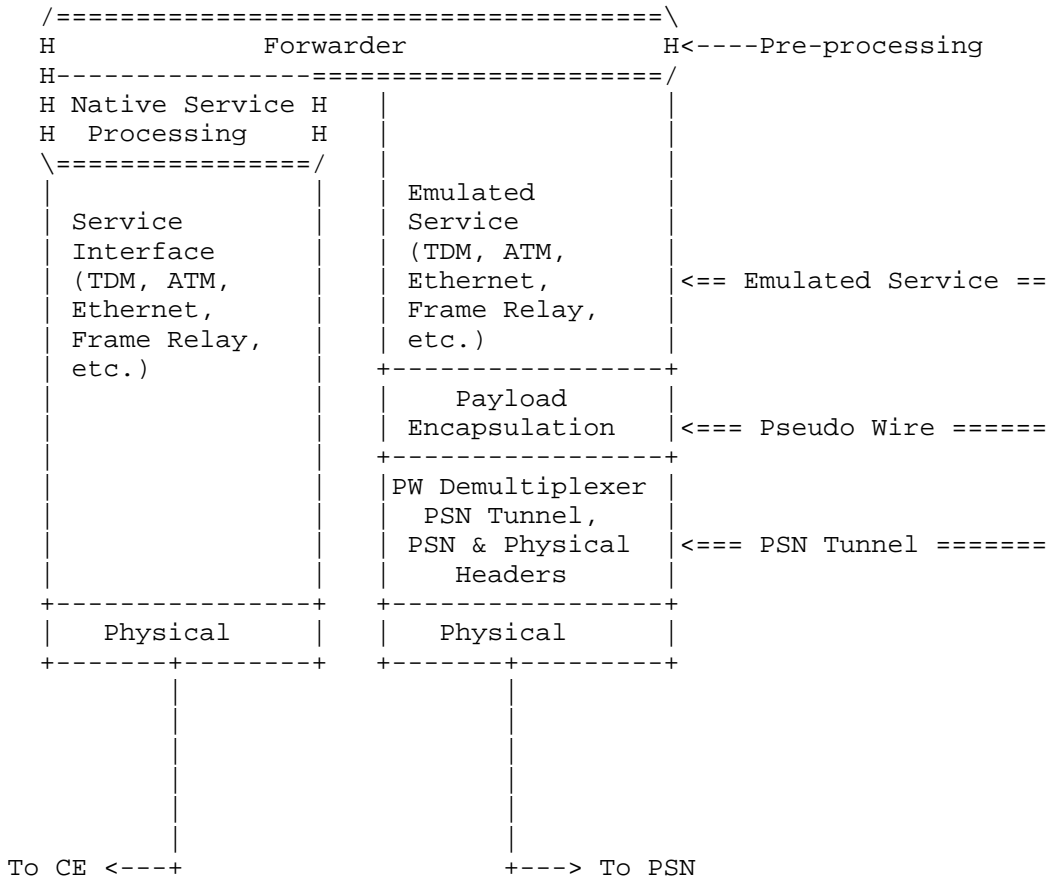 Forwarder <----Pre-processing
Native Service
Processing
Emulated
Service Service
Interface (TDM, ATM,
(TDM, ATM, Ethernet, <== Emulated Service ==
Ethernet, Frame Relay,
Frame Relay, etc.)
etc.)
Payload
Encapsulation <=== Pseudo Wire ======
PW Demultiplexer
PSN Tunnel,
PSN & Physical <=== PSN Tunnel =======
Headers
Physical Physical
To CE <---+ +---> To PSN